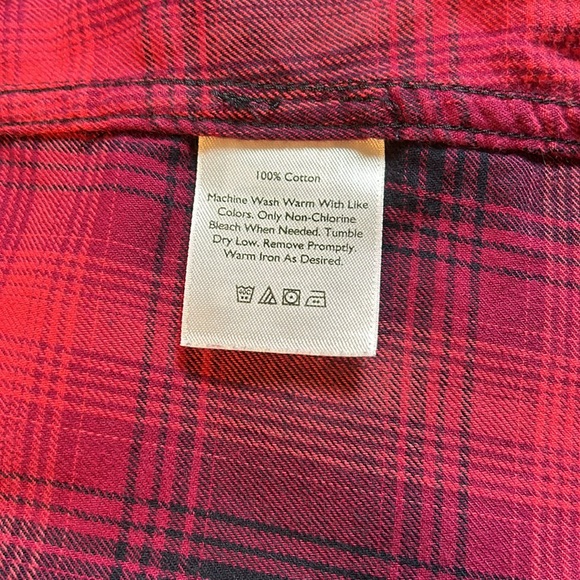 100% Cotton
Machine Wash Warm With Like
Colors. Only Non-Chlorine
Bleach When Needed. Tumble
Dry Low. Remove Promptly.
Warm Iron As Desired.